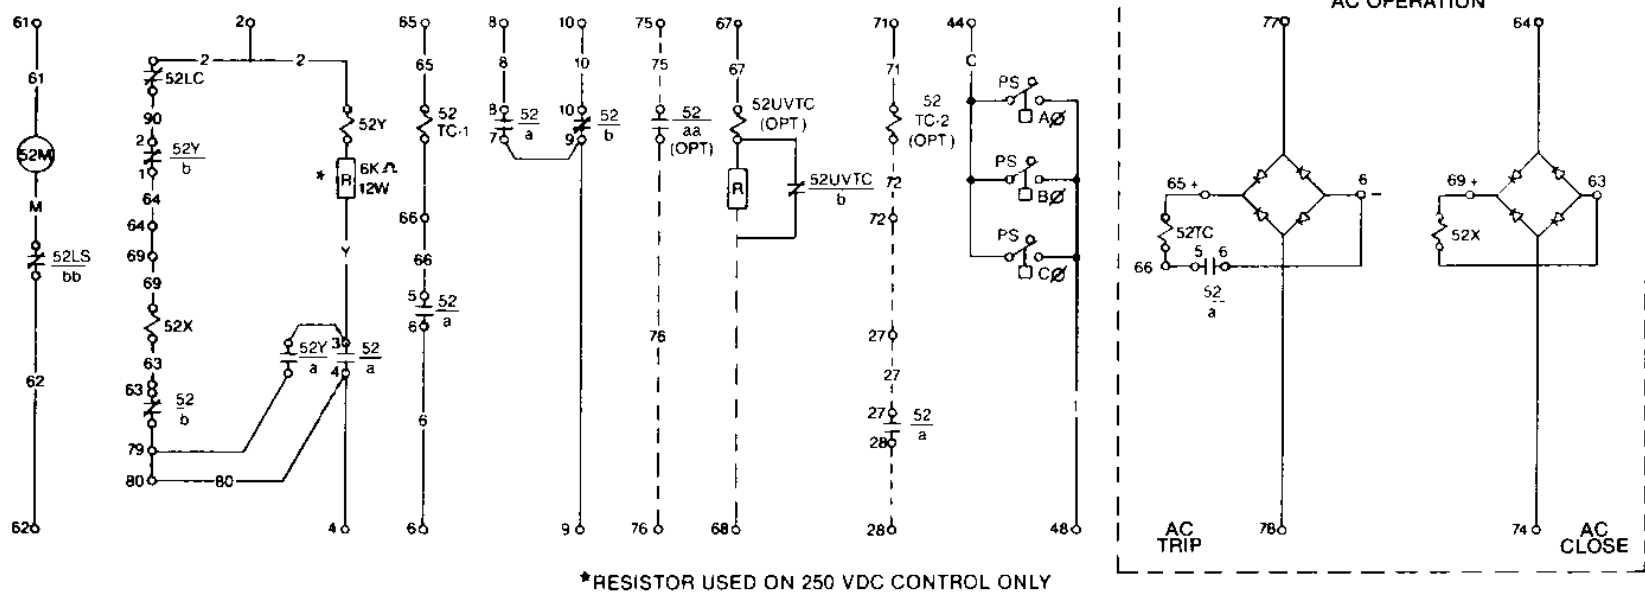 AC OPERATION
61 2 65 8 10 75 67 71 44 77 64
61 2 2 65 8 10 75 67 71 C
52LC
90
2 52Y
b
1
64
64
69
69
52X
63
63 52
b
79
80 80
52M
M
52LS
bb
62
62
52Y
* R 6K Ω
12W
Y
52Y
a
3 52
4 a
4
52
TC-1
66
66
5 52
6 a
6
6
8 52
7 a
10 52
9 b
9
52
aa
(OPT)
76
76
52UVTC
(OPT)
R
52UVTC
b
68
52
TC-2
(OPT)
72
72
27
27
27 52
28 a
28
PS
AØ
PS
BØ
PS
CØ
1
48
65 + 6 −
52TC
5 6
66
52
a
78
AC
TRIP
69 + 63
52X
74
AC
CLOSE
*RESISTOR USED ON 250 VDC CONTROL ONLY